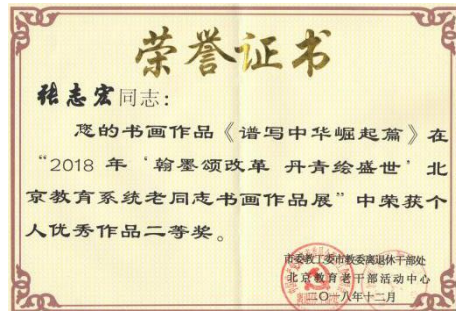 荣誉证书
张志宏同志：
您的书画作品《谱写中华崛起篇》在
“2018 年‘翰墨颂改革 丹青绘盛世’北
京教育系统老同志书画作品展”中荣获个
人优秀作品二等奖。
市委教工委市教委离退休干部处
北京教育老干部活动中心
二〇一八年十二月